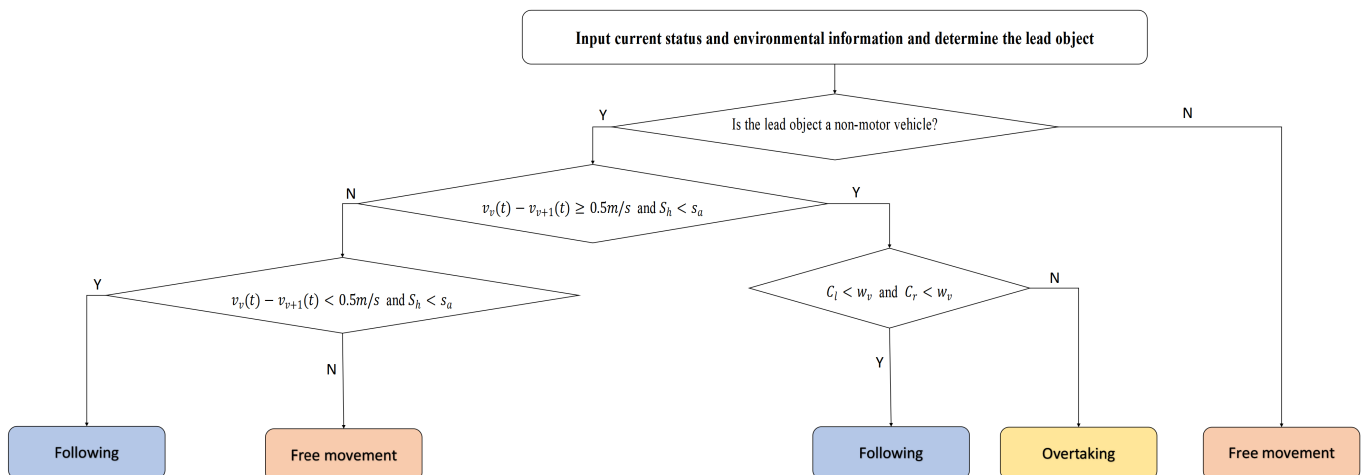 Input current status and environmental information and determine the lead object
Y
Is the lead object a non-motor vehicle?
N
N
v_v(t) − v_{v+1}(t) ≥ 0.5m/s and S_h < s_a
Y
Y
v_v(t) − v_{v+1}(t) < 0.5m/s and S_h < s_a
C_l < w_v and C_r < w_v
N
N
Y
Following
Free movement
Following
Overtaking
Free movement